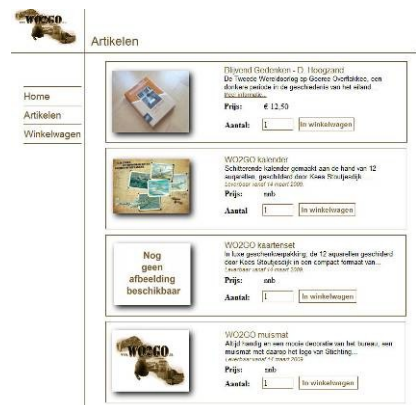 WO2GO
Artikelen
Home
Artikelen
Winkelwagen
Blijvend Gedenken - D. Hoogzand
De Tweede Wereldoorlog op Goeree Overflakkee, een
donkere periode in de geschiedenis van het eiland
Meer informatie...
Prijs: € 12,50
Aantal: 1 In winkelwagen
WO2GO kalender
Schitterende kalender gemaakt aan de hand van 12
aquarellen, geschilderd door Kees Stoutjesdijk
Leverbaar vanaf 14 maart 2009.
Prijs: nnb
Aantal 1 In winkelwagen
Nog
geen
afbeelding
beschikbaar
WO2GO kaartenset
In luxe geschenkverpakking, de 12 aquarellen geschilderd
door Kees Stoutjesdijk in een compact formaat van...
Leverbaar vanaf 14 maart 2009.
Prijs: nnb
Aantal: 1 In winkelwagen
WO2GO
WO2GO muismat
Altijd handig en een mooie decoratie van het bureau, een
muismat met daarop het logo van Stichting...
Leverbaar vanaf 14 maart 2009
Prijs: nnb
Aantal: 1 In winkelwagen